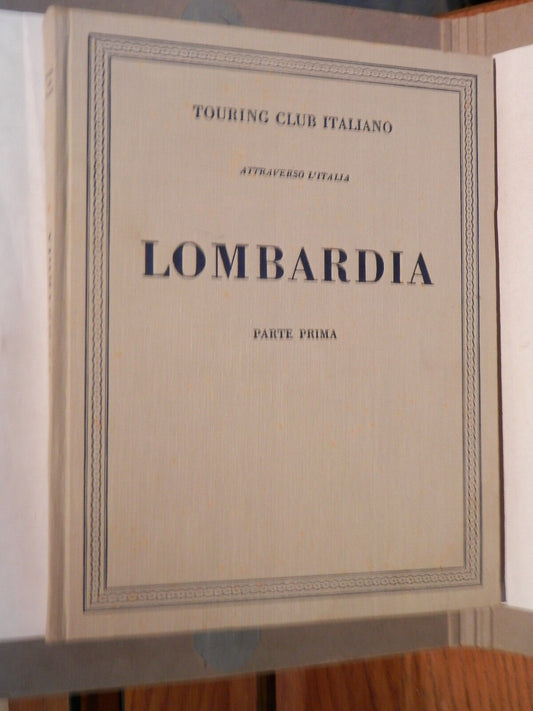 TOURING CLUB ITALIANO
ATTRAVERSO L'ITALIA
LOMBARDIA
PARTE PRIMA